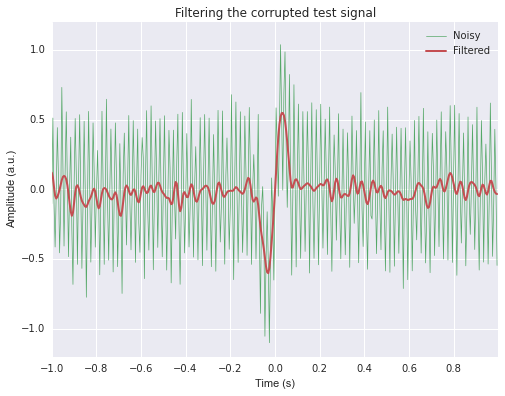 Filtering the corrupted test signal
Noisy
Filtered
Amplitude (a.u.)
1.0
0.5
0.0
−0.5
−1.0
−1.0 −0.8 −0.6 −0.4 −0.2 0.0 0.2 0.4 0.6 0.8
Time (s)